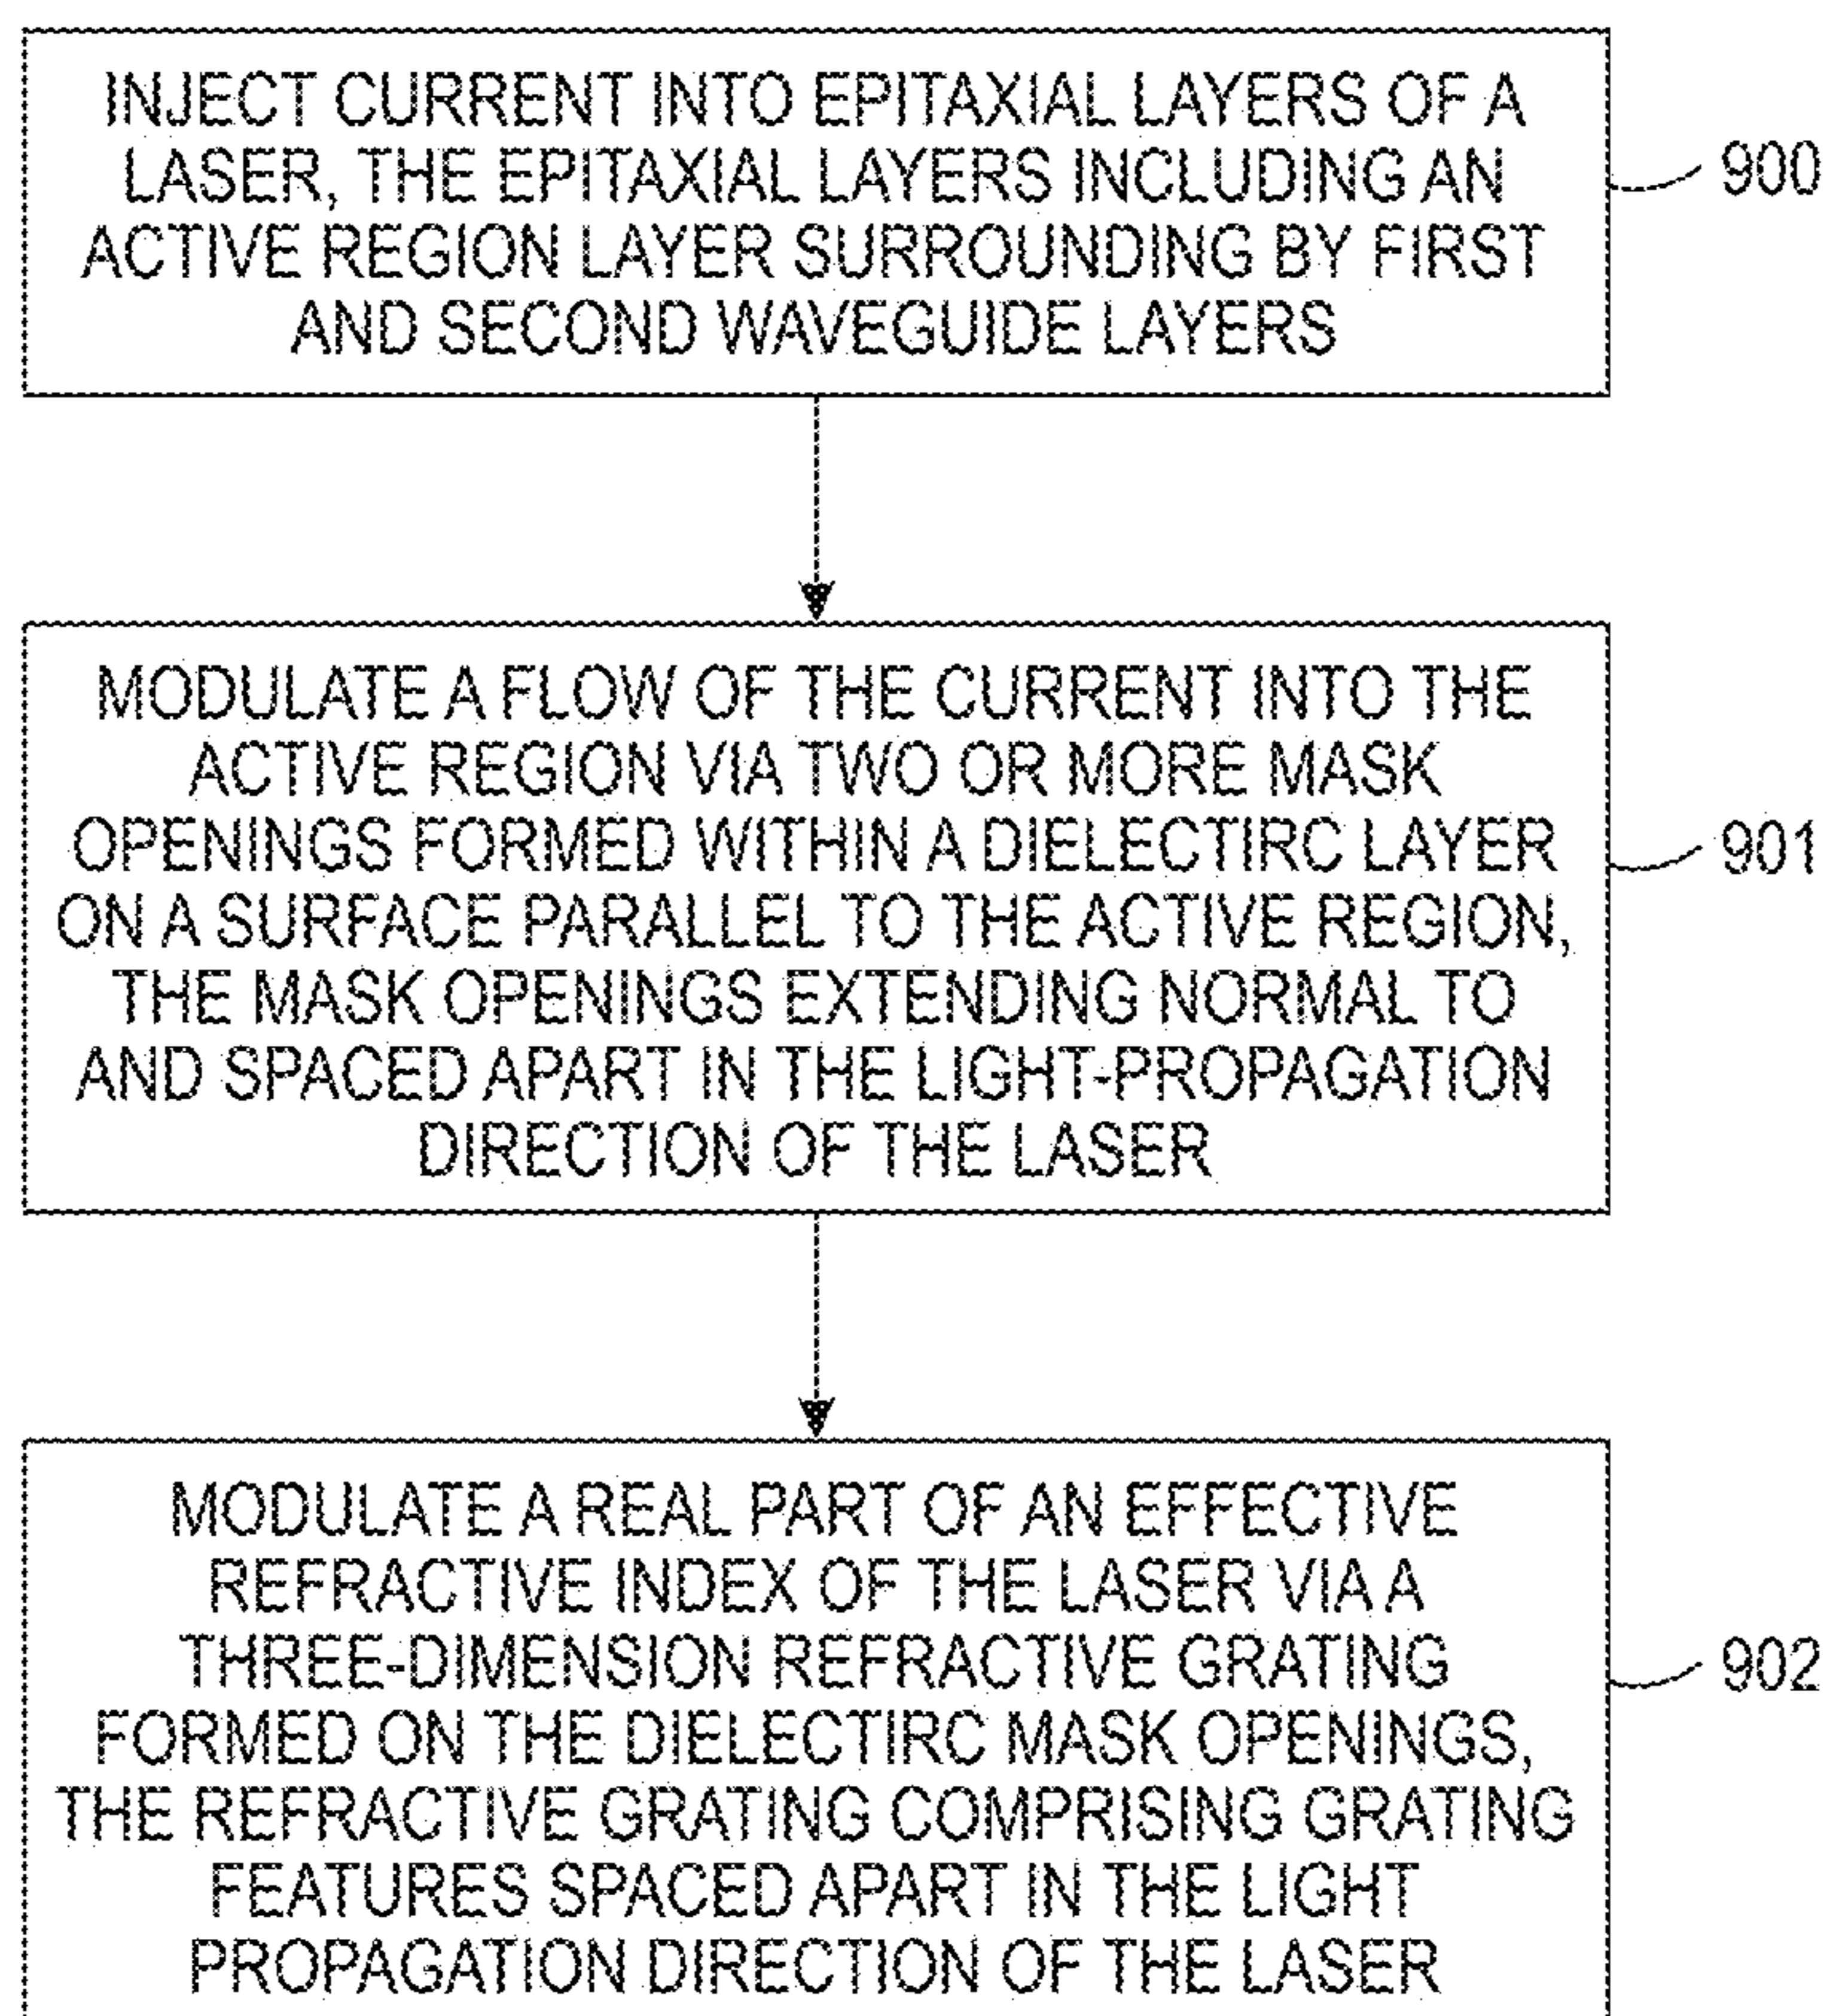 INJECT CURRENT INTO EPITAXIAL LAYERS OF A
LASER, THE EPITAXIAL LAYERS INCLUDING AN
ACTIVE REGION LAYER SURROUNDING BY FIRST
AND SECOND WAVEGUIDE LAYERS
900
MODULATE A FLOW OF THE CURRENT INTO THE
ACTIVE REGION VIA TWO OR MORE MASK
OPENINGS FORMED WITHIN A DIELECTIRC LAYER
ON A SURFACE PARALLEL TO THE ACTIVE REGION,
THE MASK OPENINGS EXTENDING NORMAL TO
AND SPACED APART IN THE LIGHT-PROPAGATION
DIRECTION OF THE LASER
901
MODULATE A REAL PART OF AN EFFECTIVE
REFRACTIVE INDEX OF THE LASER VIA A
THREE-DIMENSION REFRACTIVE GRATING
FORMED ON THE DIELECTIRC MASK OPENINGS,
THE REFRACTIVE GRATING COMPRISING GRATING
FEATURES SPACED APART IN THE LIGHT
PROPAGATION DIRECTION OF THE LASER
902